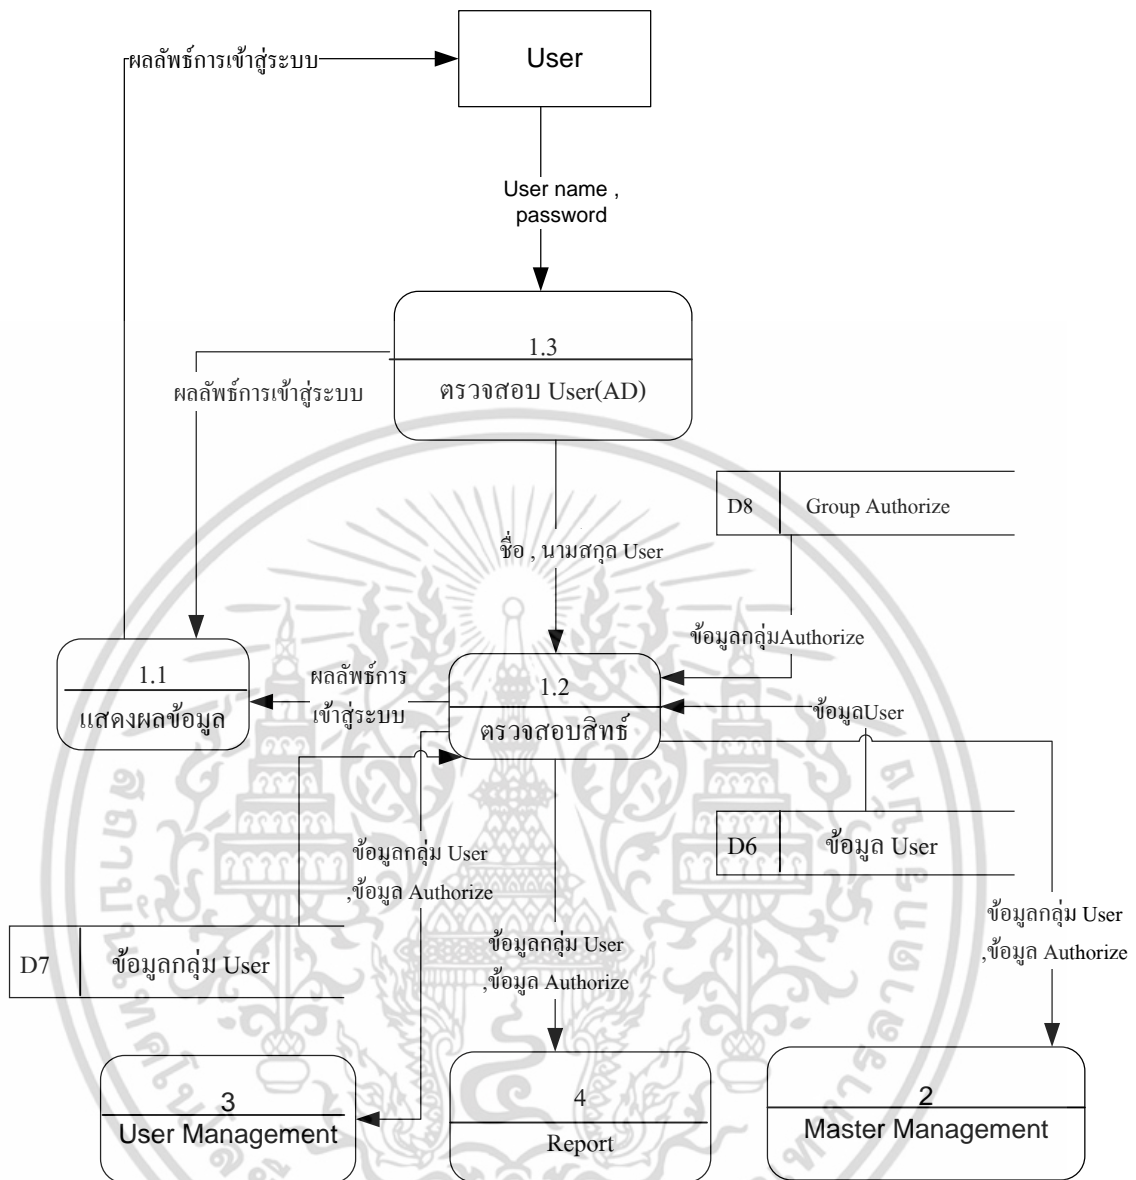 ผลลัพธ์การเข้าสู่ระบบ
User
User name ,
password
1.3
ตรวจสอบ User(AD)
ผลลัพธ์การเข้าสู่ระบบ
D8
Group Authorize
ชื่อ , นามสกุล User
ข้อมูลกลุ่มAuthorize
1.1
แสดงผลข้อมูล
ผลลัพธ์การ
เข้าสู่ระบบ
1.2
ตรวจสอบสิทธ์
ข้อมูลUser
D6
ข้อมูล User
ข้อมูลกลุ่ม User
,ข้อมูล Authorize
ข้อมูลกลุ่ม User
,ข้อมูล Authorize
ข้อมูลกลุ่ม User
,ข้อมูล Authorize
D7
ข้อมูลกลุ่ม User
3
User Management
4
Report
2
Master Management